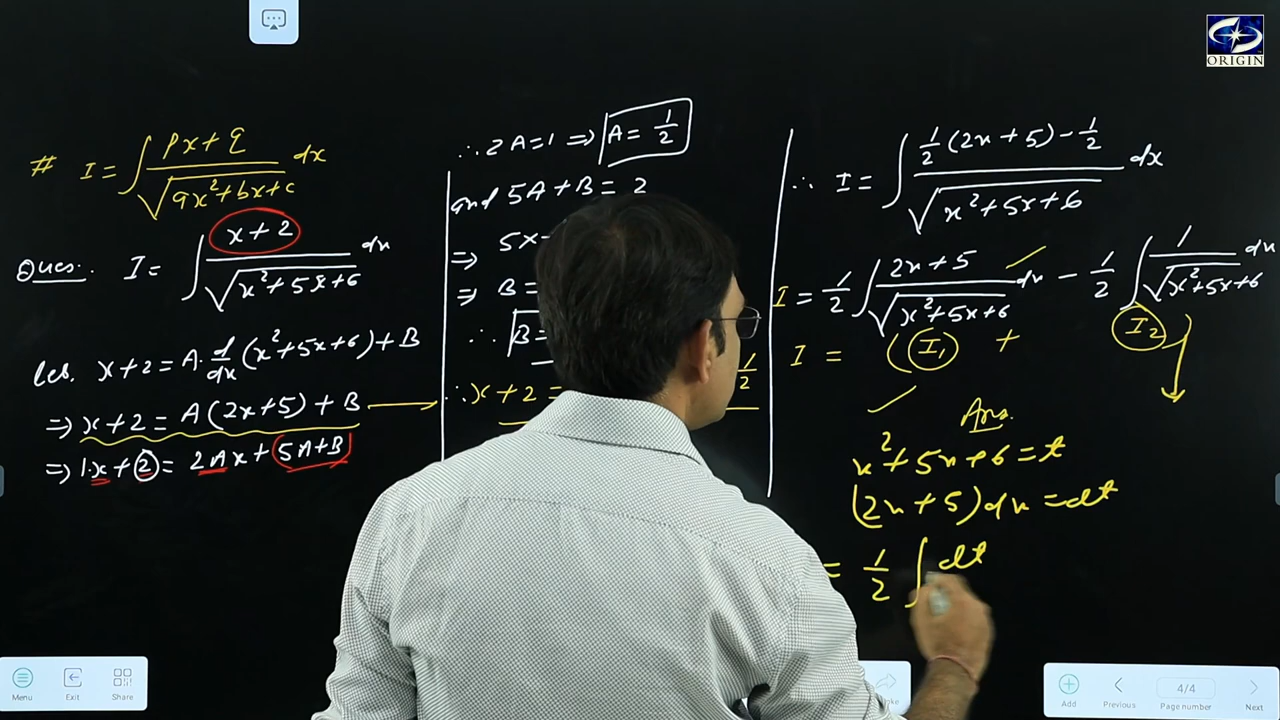 ORIGIN
# I = ∫ px+q / √(ax²+bx+c) dx
Ques. I = ∫ x+2 / √(x²+5x+6) dx
let. x+2 = A. d/dx (x²+5x+6) + B
⇒ x+2 = A(2x+5) + B
⇒ 1.x + 2 = 2Ax + 5A+B
∴ 2A=1 ⇒ A = 1/2
and 5A+B = 2
⇒ 5x
⇒ B =
∴ B=
∴ x+2 = 1/2
∴ I = ∫ 1/2 (2x+5) - 1/2 / √(x²+5x+6) dx
I = 1/2 ∫ 2x+5 / √(x²+5x+6) dx - 1/2 ∫ 1 / √(x²+5x+6) dx
I = (I₁) + I₂
Ans.
x²+5x+6 = t
(2x+5)dx = dt
= 1/2 ∫ dt
Menu
Exit
Share
Add
Previous
4/4
Page number
Next